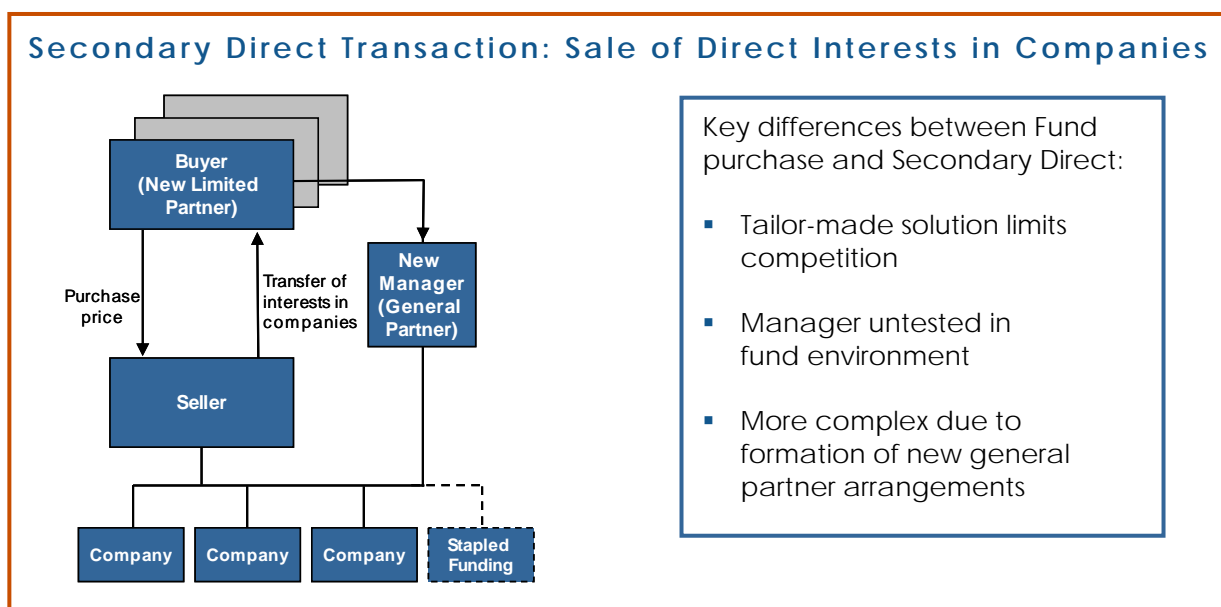 Secondary Direct Transaction: Sale of Direct Interests in Companies
Buyer
(New Limited
Partner)
New
Manager
(General
Partner)
Purchase
price
Transfer of
interests in
companies
Seller
Company
Company
Company
Stapled
Funding
Key differences between Fund
purchase and Secondary Direct:
▪ Tailor-made solution limits
competition
▪ Manager untested in
fund environment
▪ More complex due to
formation of new general
partner arrangements